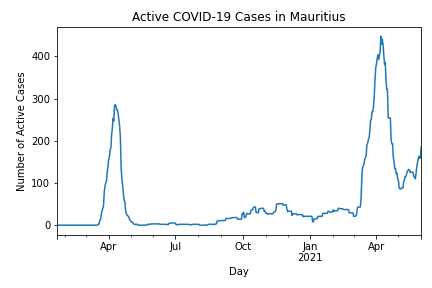 Active COVID-19 Cases in Mauritius
Number of Active Cases
400
300
200
100
0
Apr
Jul
Oct
Jan
2021
Apr
Day